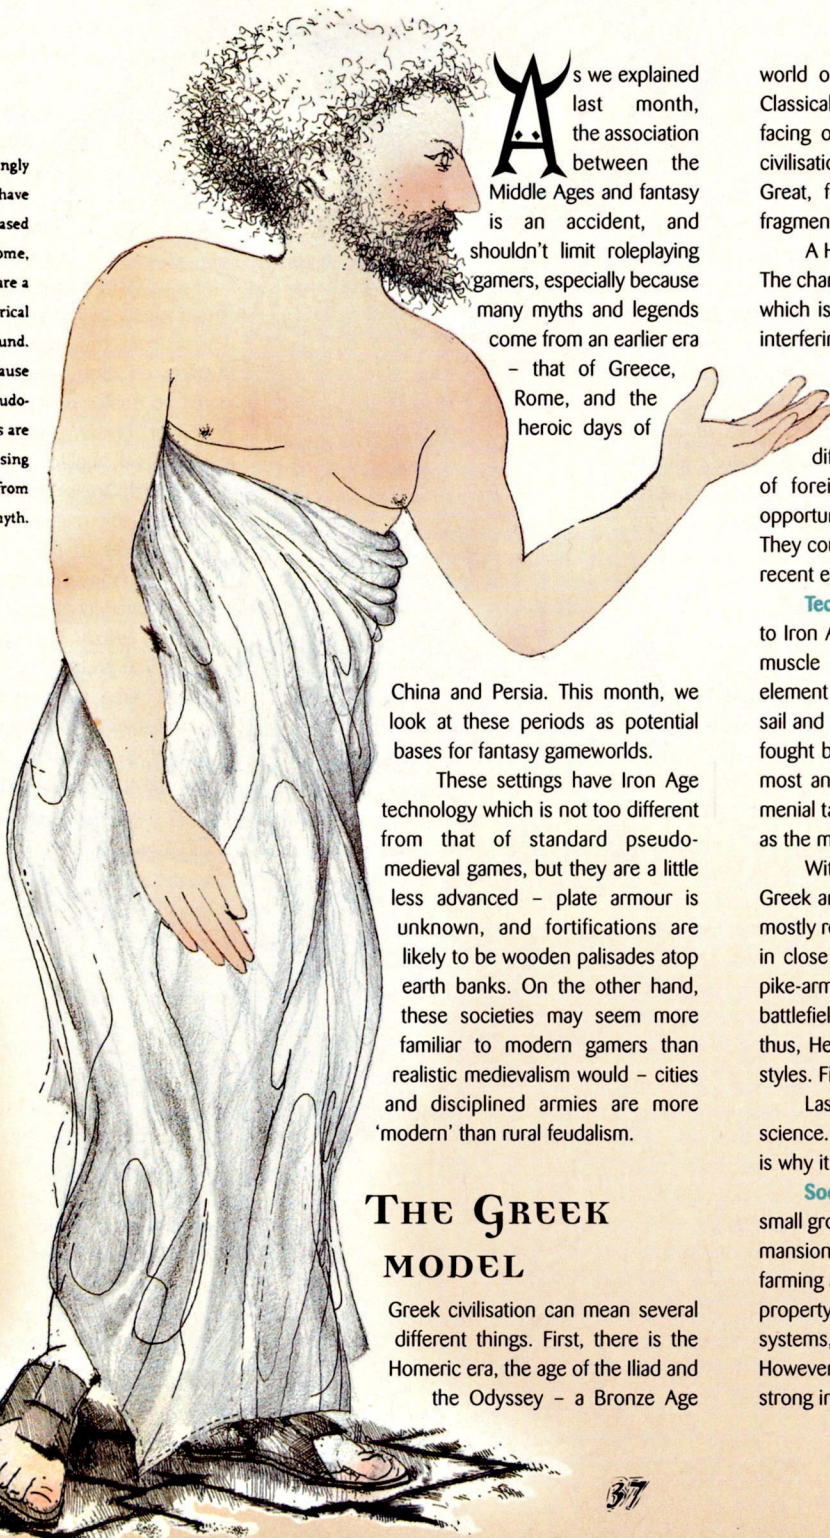 ngly
have
ased
ome,
are a
rical
und.
ause
udo-
s are
sing
from
nyth.
As we explained
last month,
the association
between the
Middle Ages and fantasy
is an accident, and
shouldn't limit roleplaying
gamers, especially because
many myths and legends
come from an earlier era
– that of Greece,
Rome, and the
heroic days of
China and Persia. This month, we
look at these periods as potential
bases for fantasy gameworlds.
These settings have Iron Age
technology which is not too different
from that of standard pseudo-
medieval games, but they are a little
less advanced – plate armour is
unknown, and fortifications are
likely to be wooden palisades atop
earth banks. On the other hand,
these societies may seem more
familiar to modern gamers than
realistic medievalism would – cities
and disciplined armies are more
'modern' than rural feudalism.
The Greek
model
Greek civilisation can mean several
different things. First, there is the
Homeric era, the age of the Iliad and
the Odyssey – a Bronze Age
world o
Classical
facing o
civilisatio
Great, f
fragmen
A H
The char
which is
interferin
dif
of forei
opportun
They cou
recent e
Tec
to Iron A
muscle
element
sail and
fought b
most an
menial ta
as the m
Wit
Greek ar
mostly re
in close
pike-arm
battlefiel
thus, He
styles. Fi
Las
science.
is why it
Soc
small gro
mansion
farming
property
systems,
However
strong in
37